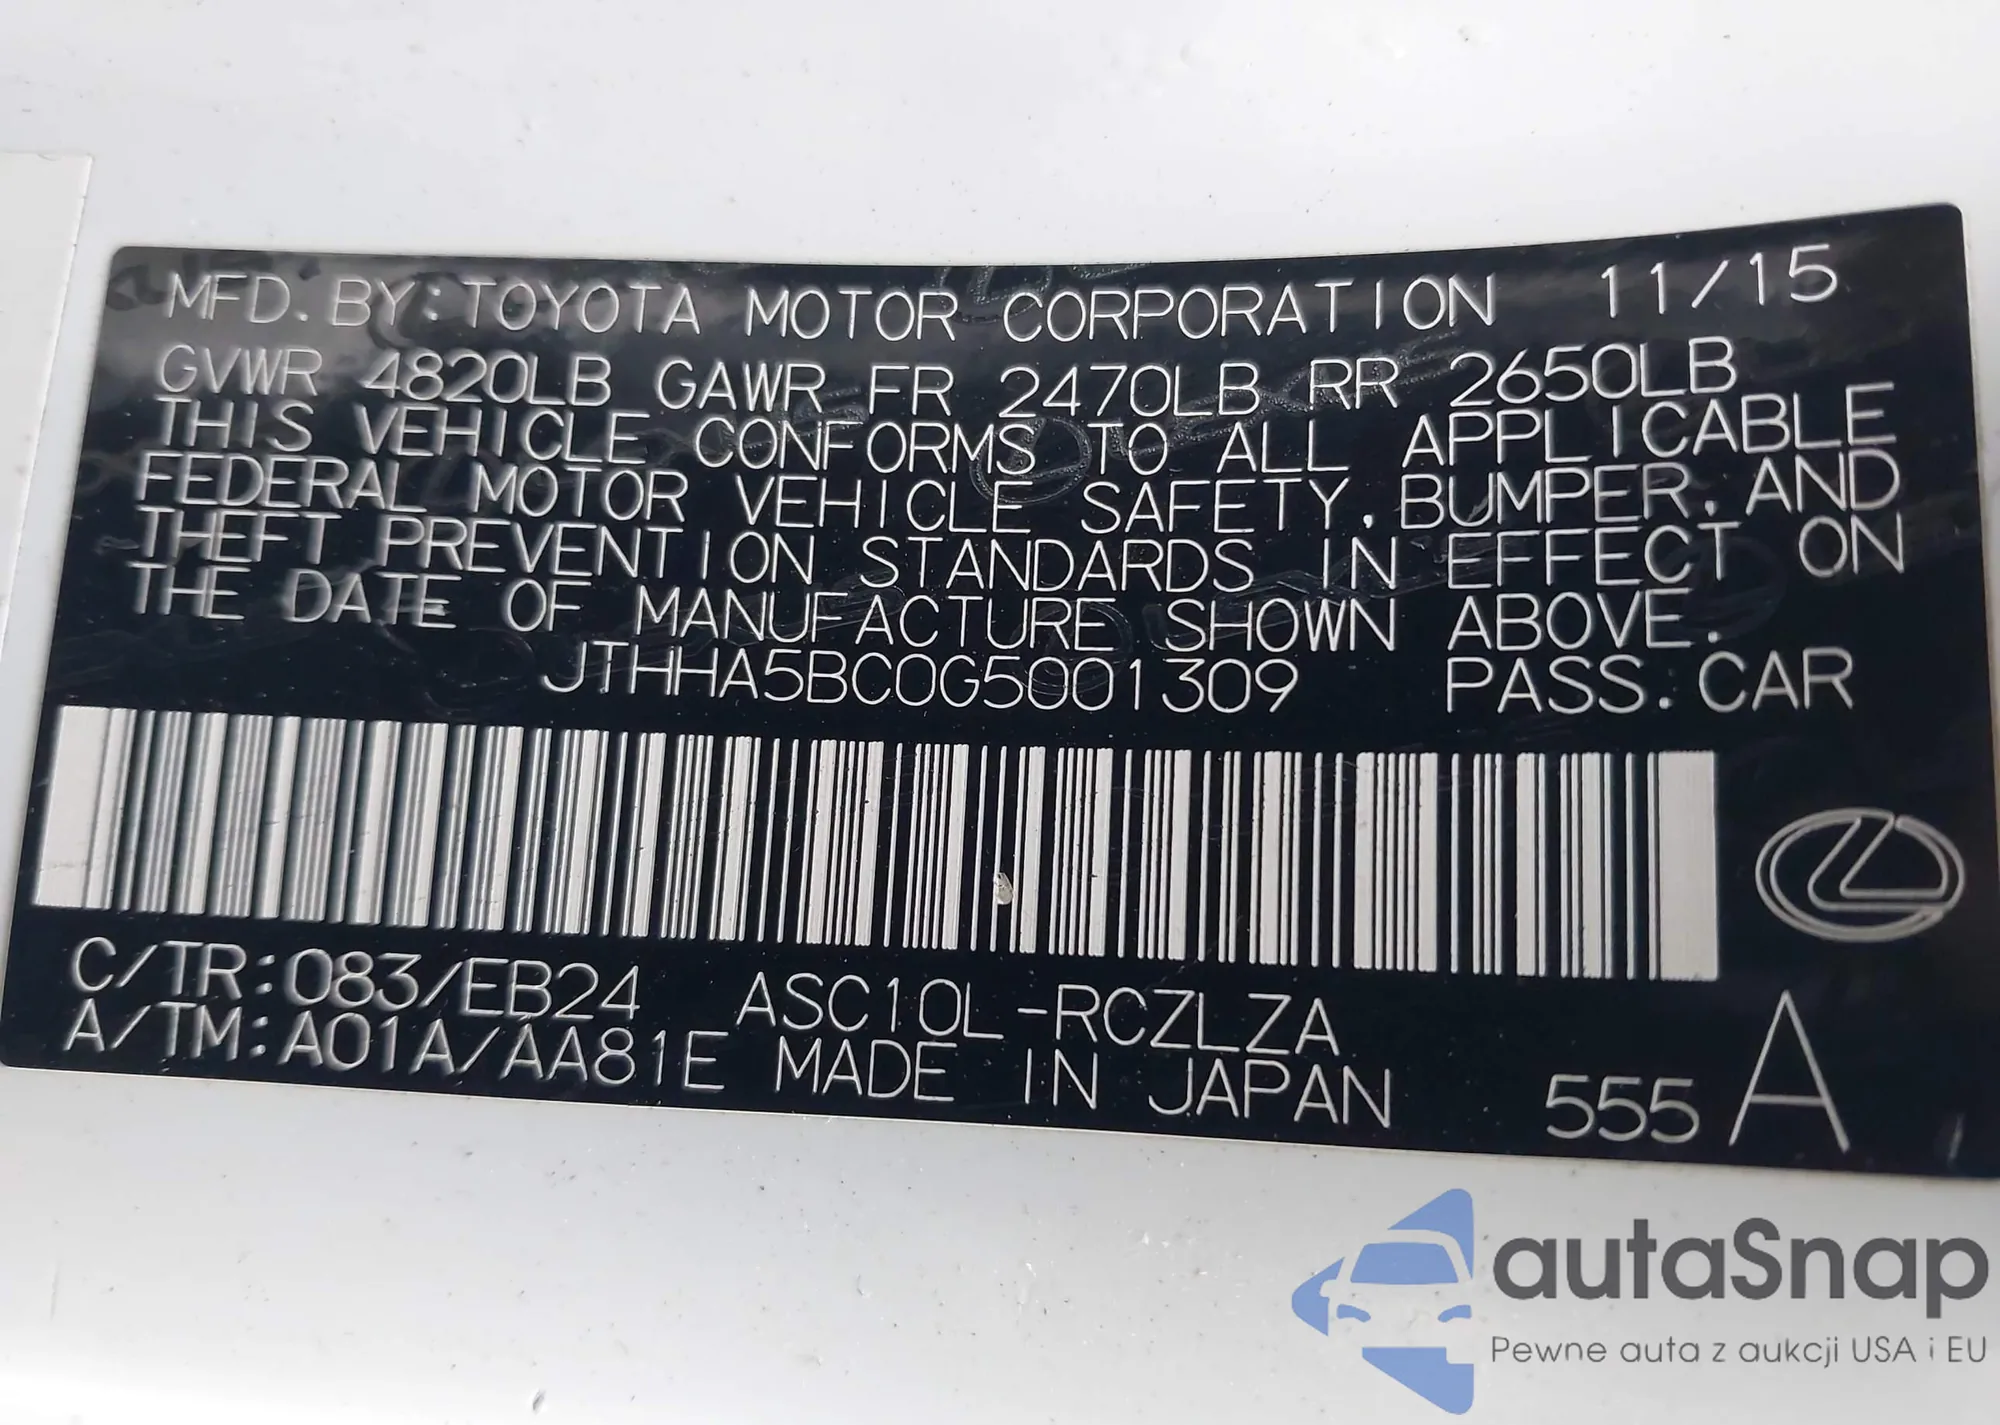 MFD. BY: TOYOTA MOTOR CORPORATION 11/15
GVWR 4820LB GAWR FR 2470LB RR 2650LB
THIS VEHICLE CONFORMS TO ALL APPLICABLE
FEDERAL MOTOR VEHICLE SAFETY, BUMPER, AND
THEFT PREVENTION STANDARDS IN EFFECT ON
THE DATE OF MANUFACTURE SHOWN ABOVE.
JTHHA5BC0G5001309 PASS. CAR
C/TR: 083/EB24 ASC10L-RCZLZA
A/TM: A01A/AA81E MADE IN JAPAN 555 A
autaSnap
Pewne auta z aukcji USA i EU